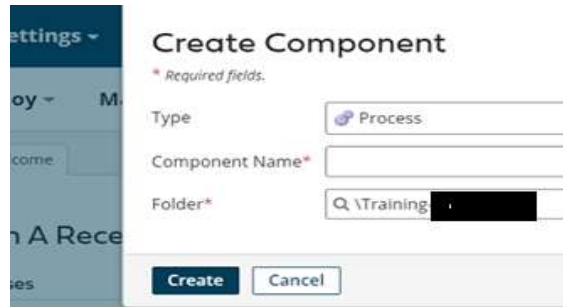 ettings
Create Component
* Required fields.
oy
M
Type
Process
come
Component Name*
Folder*
\Training
n A Rece
ses
Create
Cancel